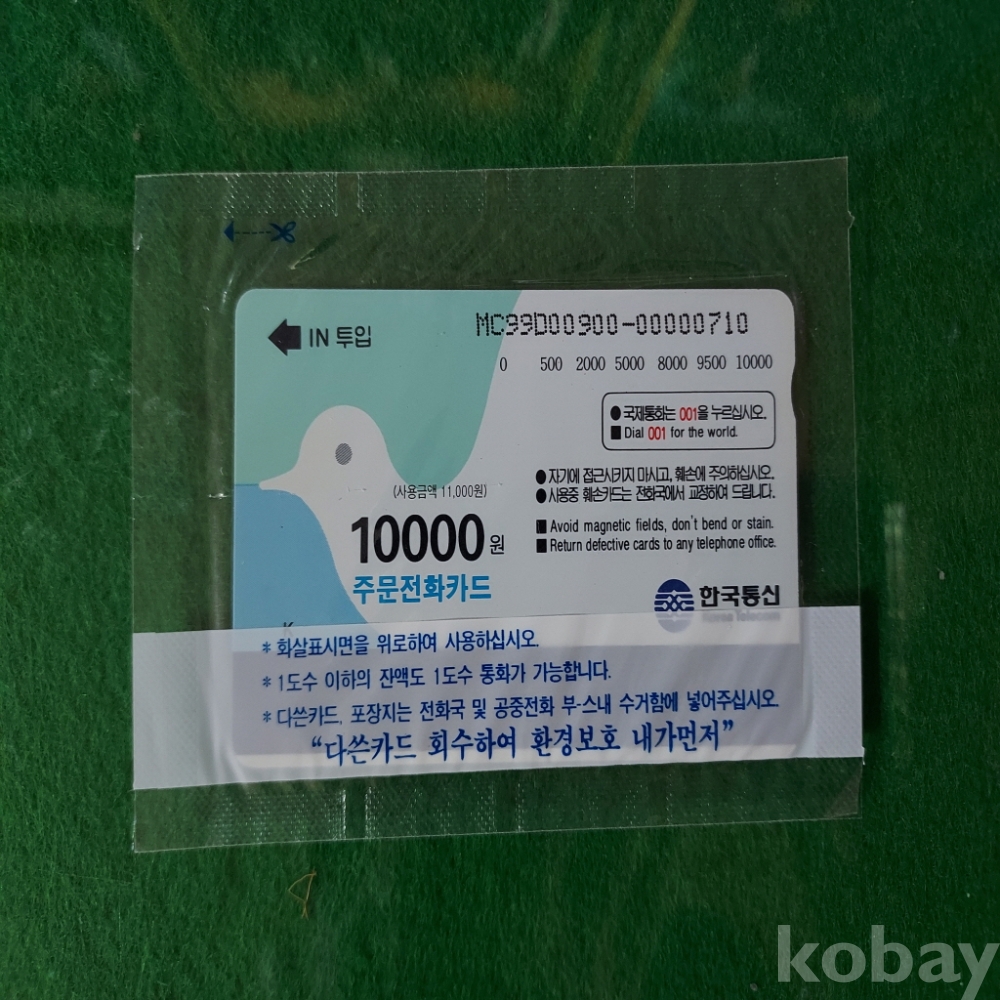 IN 투입
MC99D00900-00000710
0 500 2000 5000 8000 9500 10000
● 국제통화는 001을 누르십시오.
■ Dial 001 for the world.
● 자기에 접근시키지 마시고, 훼손에 주의하십시오.
● 사용중 훼손카드는 전화국에서 교정하여 드립니다.
■ Avoid magnetic fields, don't bend or stain.
■ Return defective cards to any telephone office.
(사용금액 11,000원)
10000원
주문전화카드
한국통신
Korea Telecom
K
* 화살표시면을 위로하여 사용하십시오.
* 1도수 이하의 잔액도 1도수 통화가 가능합니다.
* 다쓴카드, 포장지는 전화국 및 공중전화 부-스내 수거함에 넣어주십시오
“다쓴카드 회수하여 환경보호 내가먼저”
kobay